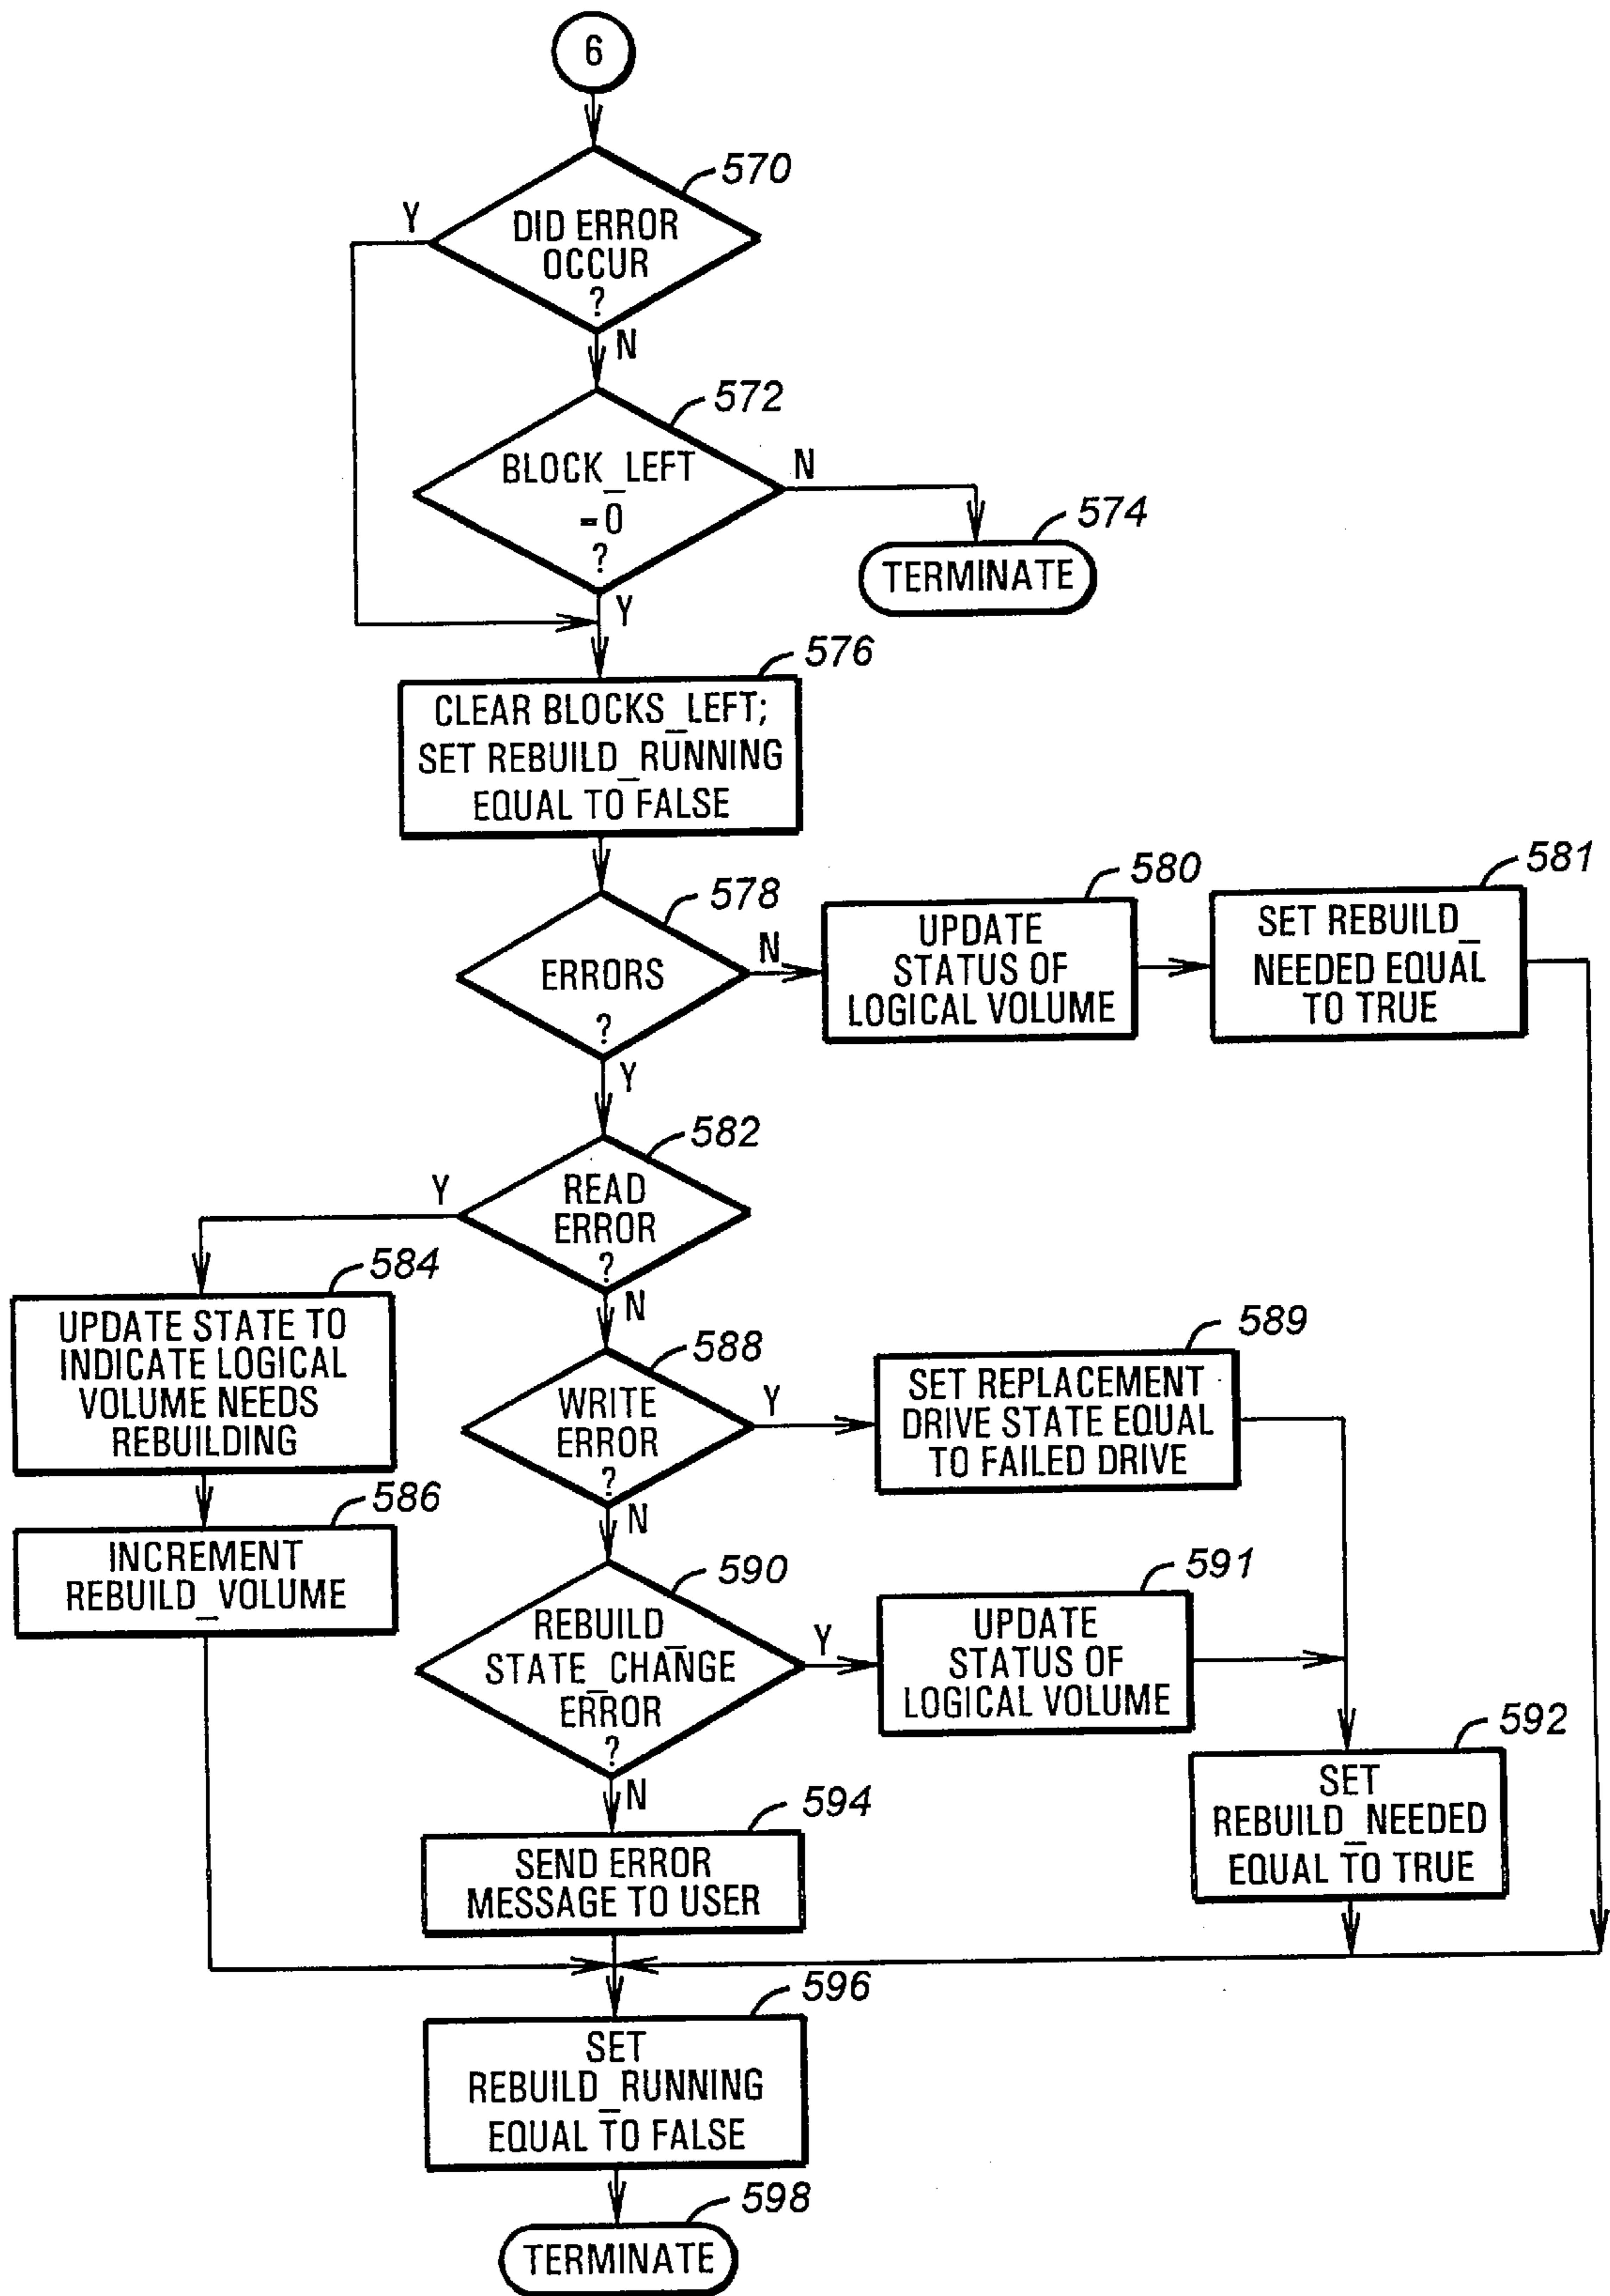 6
570
Y
DID ERROR
OCCUR
?
N
572
BLOCK_LEFT
=0
?
N
574
TERMINATE
Y
576
CLEAR BLOCKS_LEFT;
SET REBUILD_RUNNING
EQUAL TO FALSE
578
ERRORS
?
N
580
UPDATE
STATUS OF
LOGICAL VOLUME
581
SET REBUILD_
NEEDED EQUAL
TO TRUE
Y
582
READ
ERROR
?
Y
584
UPDATE STATE TO
INDICATE LOGICAL
VOLUME NEEDS
REBUILDING
586
INCREMENT
REBUILD_VOLUME
N
588
WRITE
ERROR
?
Y
589
SET REPLACEMENT
DRIVE STATE EQUAL
TO FAILED DRIVE
N
590
REBUILD_
STATE_CHANGE_
ERROR
?
Y
591
UPDATE
STATUS OF
LOGICAL VOLUME
592
SET
REBUILD_NEEDED
EQUAL TO TRUE
N
594
SEND ERROR
MESSAGE TO USER
596
SET
REBUILD_RUNNING
EQUAL TO FALSE
598
TERMINATE